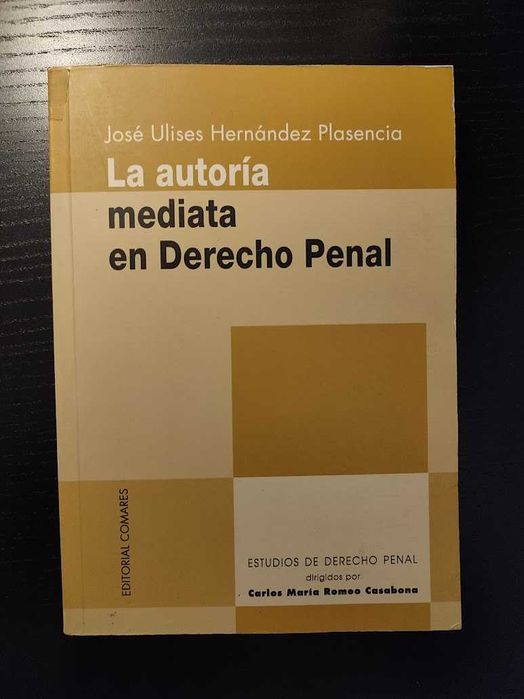 José Ulises Hernández Plasencia
La autoría
mediata
en Derecho Penal
EDITORIAL COMARES
ESTUDIOS DE DERECHO PENAL
dirigidos por
Carlos María Romeo Casabona